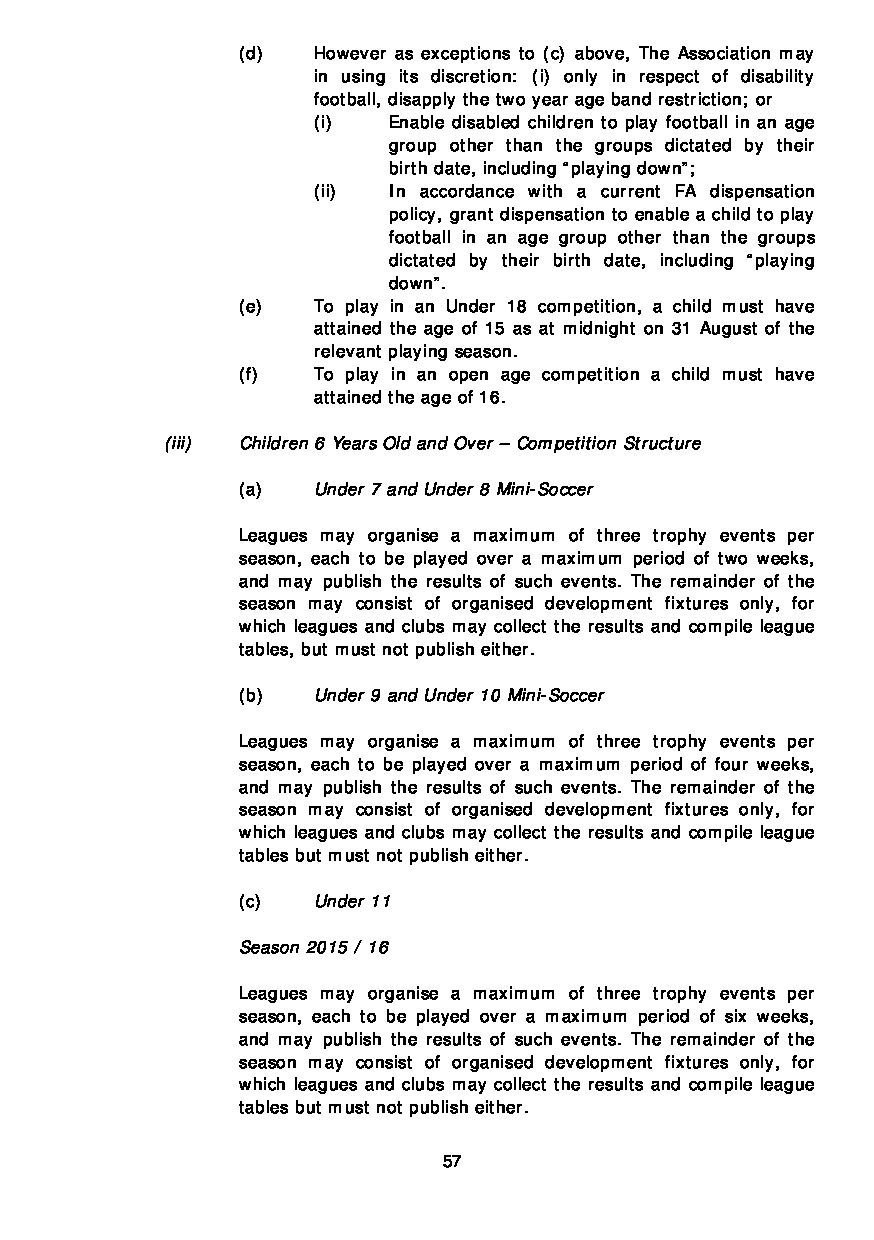 (d) However as exceptions to (c) above, The Association may
in using its discretion: (i) only in respect of disability
football, disapply the two year age band restriction; or
(i) Enable disabled children to play football in an age
group other than the groups dictated by their
birth date, including “playing down”;
(ii) In accordance with a current FA dispensation
policy, grant dispensation to enable a child to play
football in an age group other than the groups
dictated by their birth date, including “playing
down”.
(e) To play in an Under 18 competition, a child must have
attained the age of 15 as at midnight on 31 August of the
relevant playing season.
(f) To play in an open age competition a child must have
attained the age of 16.
(iii) Children 6 Years Old and Over – Competition Structure
(a) Under 7 and Under 8 Mini-Soccer
Leagues may organise a maximum of three trophy events per
season, each to be played over a maximum period of two weeks,
and may publish the results of such events. The remainder of the
season may consist of organised development fixtures only, for
which leagues and clubs may collect the results and compile league
tables, but must not publish either.
(b) Under 9 and Under 10 Mini-Soccer
Leagues may organise a maximum of three trophy events per
season, each to be played over a maximum period of four weeks,
and may publish the results of such events. The remainder of the
season may consist of organised development fixtures only, for
which leagues and clubs may collect the results and compile league
tables but must not publish either.
(c) Under 11
Season 2015 / 16
Leagues may organise a maximum of three trophy events per
season, each to be played over a maximum period of six weeks,
and may publish the results of such events. The remainder of the
season may consist of organised development fixtures only, for
which leagues and clubs may collect the results and compile league
tables but must not publish either.
57